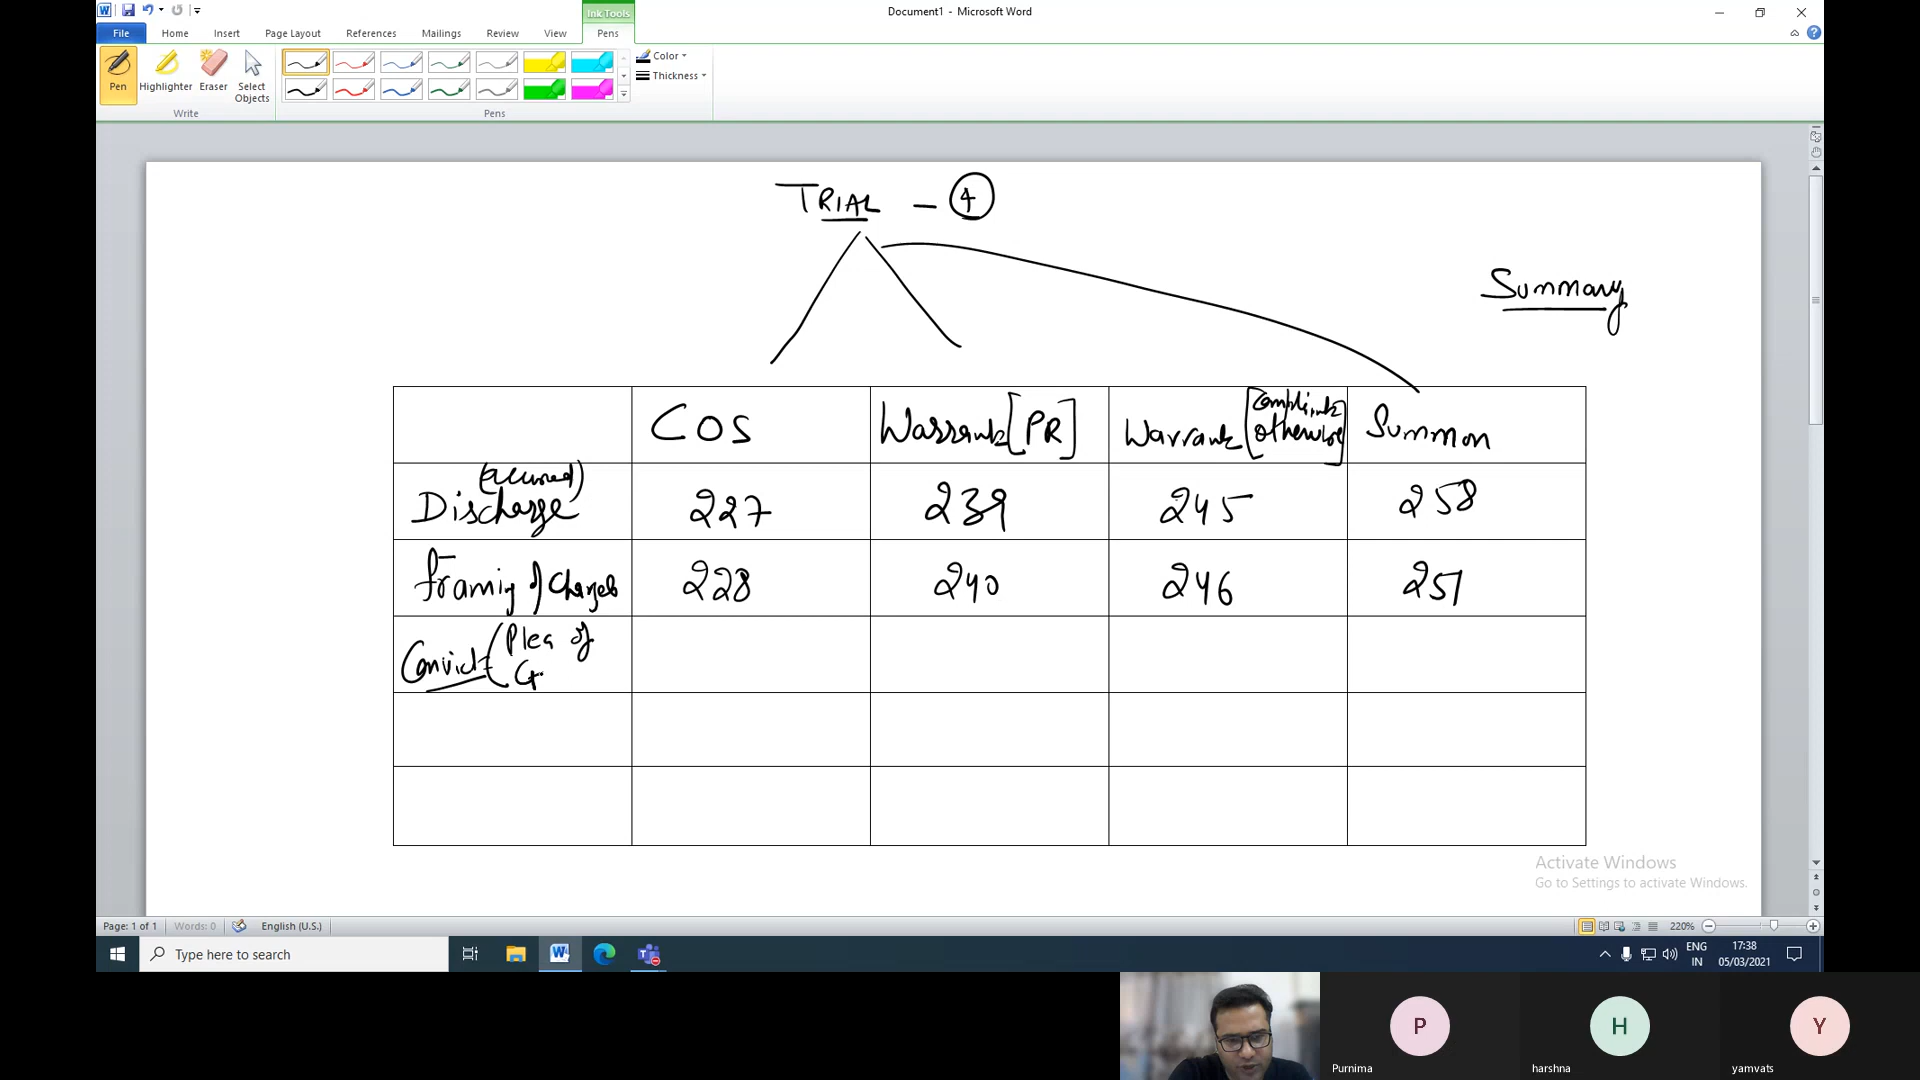 Document1 - Microsoft Word
Ink Tools
File Home Insert Page Layout References Mailings Review View Pens
Pen Highlighter Eraser Select Objects
Color
Thickness
Write
Pens
TRIAL - 4
Summary
COS Warrant [PR] Warrant otherwise Summon
(accused)
Discharge 227 239 245 258
framing of charges 228 240 246 251
Convict (Plea of
G
Activate Windows
Go to Settings to activate Windows.
Page: 1 of 1 Words: 0 English (U.S.) 220%
Type here to search
W
ENG
IN
17:38
05/03/2021
P H Y
Purnima harshna yamvats